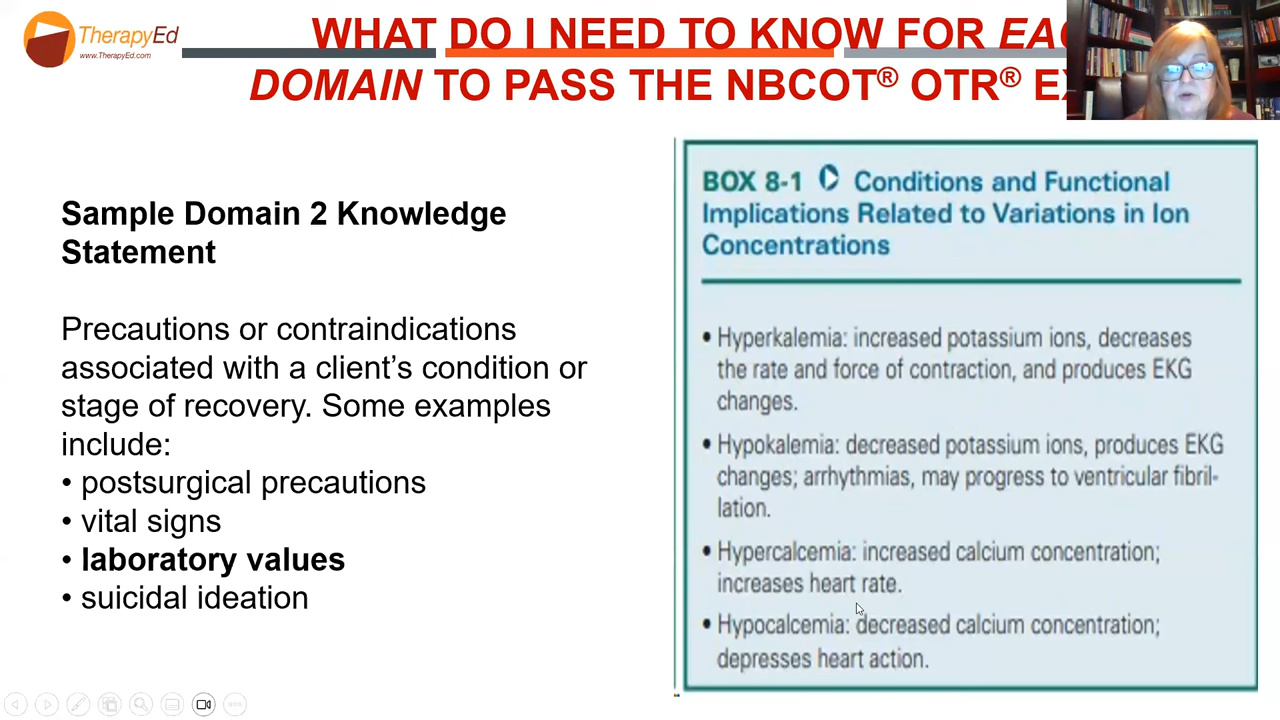 TherapyEd
www.TherapyEd.com
WHAT DO I NEED TO KNOW FOR
DOMAIN TO PASS THE NBCOT® OTR®
Sample Domain 2 Knowledge
Statement
Precautions or contraindications
associated with a client’s condition or
stage of recovery. Some examples
include:
• postsurgical precautions
• vital signs
• laboratory values
• suicidal ideation
BOX 8-1 Conditions and Functional
Implications Related to Variations in Ion
Concentrations
• Hyperkalemia: increased potassium ions, decreases
the rate and force of contraction, and produces EKG
changes.
• Hypokalemia: decreased potassium ions, produces EKG
changes; arrhythmias, may progress to ventricular fibril-
lation.
• Hypercalcemia: increased calcium concentration;
increases heart rate.
• Hypocalcemia: decreased calcium concentration;
depresses heart action.